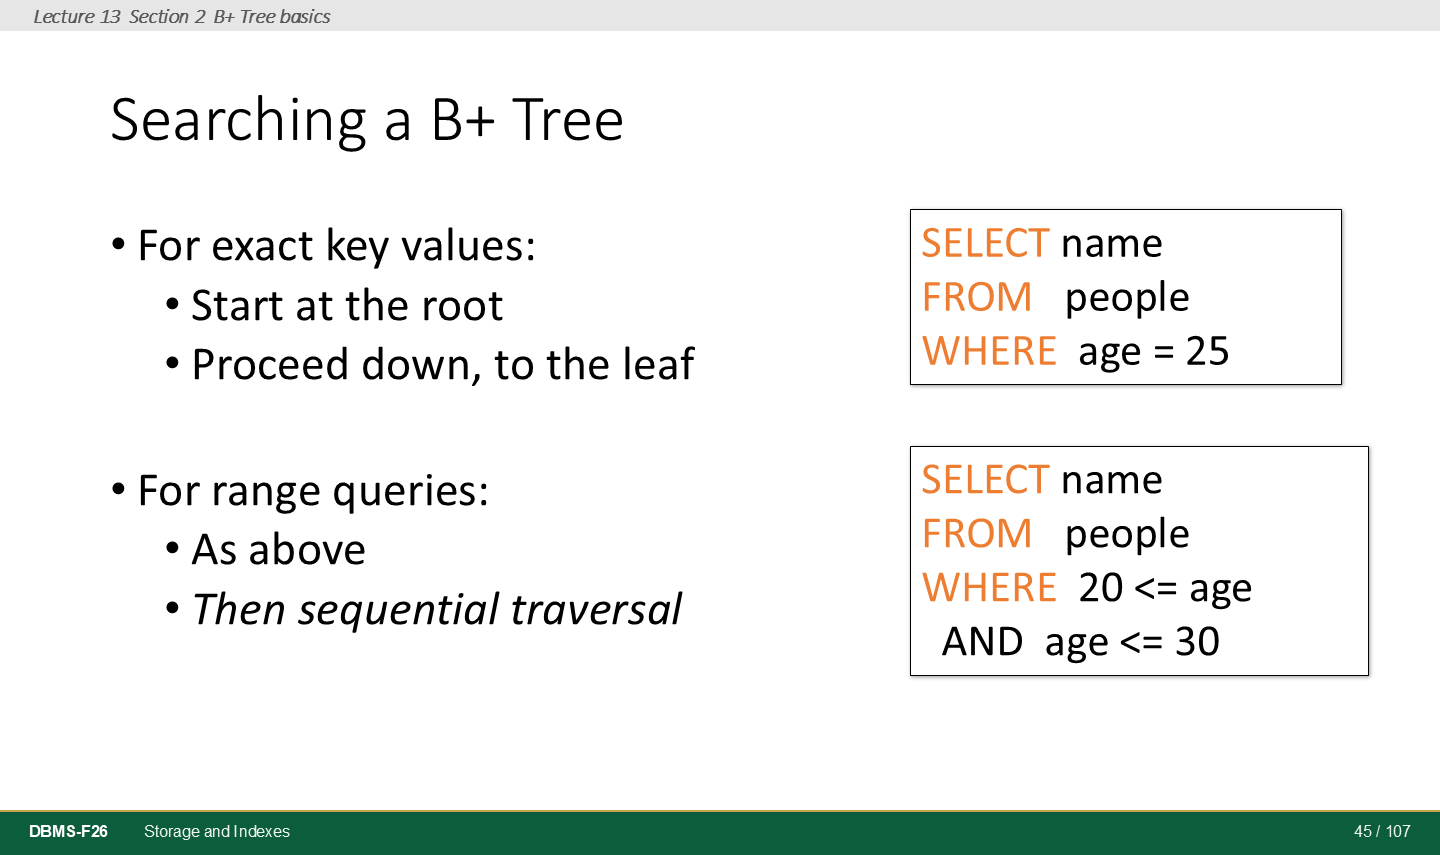 Lecture 13 Section 2 B+ Tree basics
Searching a B+ Tree
• For exact key values:
• Start at the root
• Proceed down, to the leaf
• For range queries:
• As above
• Then sequential traversal
SELECT name
FROM people
WHERE age = 25
SELECT name
FROM people
WHERE 20 <= age
AND age <= 30
DBMS-F26 Storage and Indexes 45 / 107